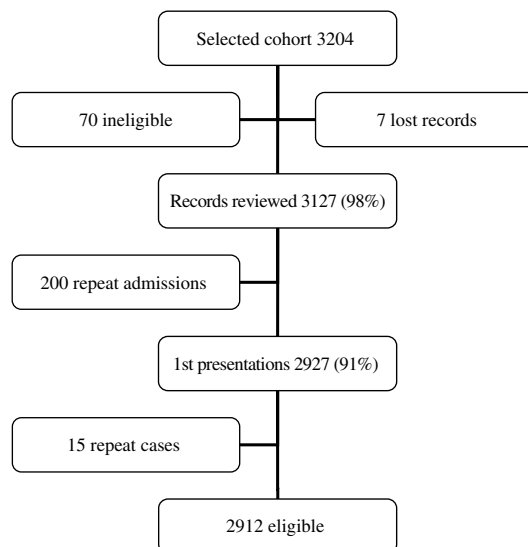 Selected cohort 3204
70 ineligible
7 lost records
Records reviewed 3127 (98%)
200 repeat admissions
1st presentations 2927 (91%)
15 repeat cases
2912 eligible